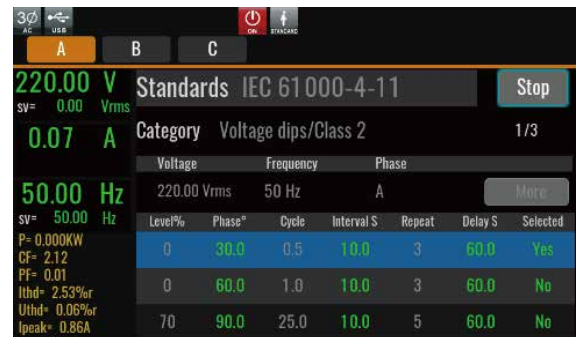 3Ø
AC USB ON STANDARD
A B C
220.00 V
sv= 0.00 Vrms
0.07 A
50.00 Hz
sv= 50.00 Hz
P= 0.000KW
CF= 2.12
PF= 0.01
Ithd= 2.53%r
Uthd= 0.06%r
Ipeak= 0.86A
Standards IEC 61000-4-11 Stop
Category Voltage dips/Class 2 1/3
Voltage Frequency Phase
220.00 Vrms 50 Hz A More
Level% Phase° Cycle Interval S Repeat Delay S Selected
0 30.0 0.5 10.0 3 60.0 Yes
0 60.0 1.0 10.0 3 60.0 No
70 90.0 25.0 10.0 5 60.0 No